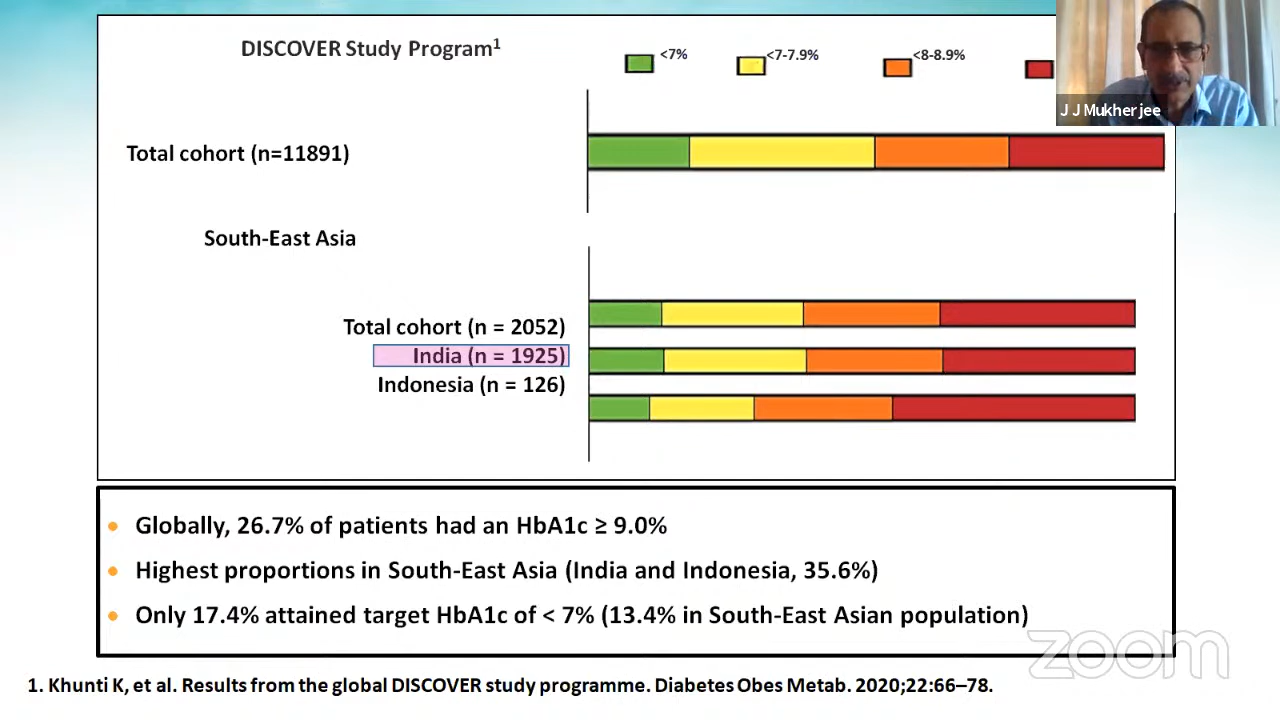 DISCOVER Study Program¹
<7%
<7-7.9%
<8-8.9%
J J Mukherjee
Total cohort (n=11891)
South-East Asia
Total cohort (n = 2052)
India (n = 1925)
Indonesia (n = 126)
• Globally, 26.7% of patients had an HbA1c ≥ 9.0%
• Highest proportions in South-East Asia (India and Indonesia, 35.6%)
• Only 17.4% attained target HbA1c of < 7% (13.4% in South-East Asian population)
zoom
1. Khunti K, et al. Results from the global DISCOVER study programme. Diabetes Obes Metab. 2020;22:66–78.